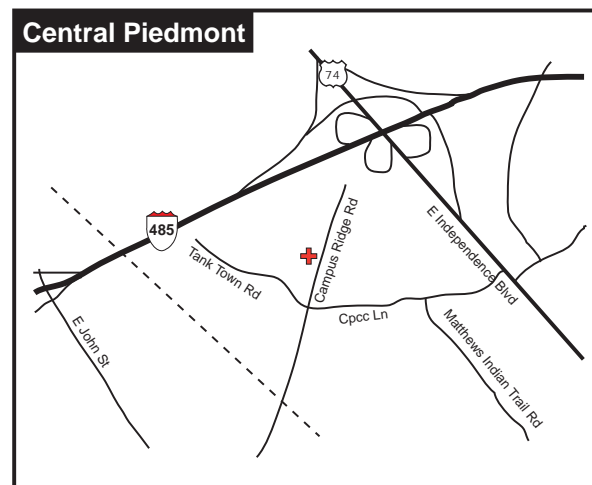 Central Piedmont
74
485
E Independence Blvd
Campus Ridge Rd
Tank Town Rd
Cpcc Ln
E John St
Matthews Indian Trail Rd